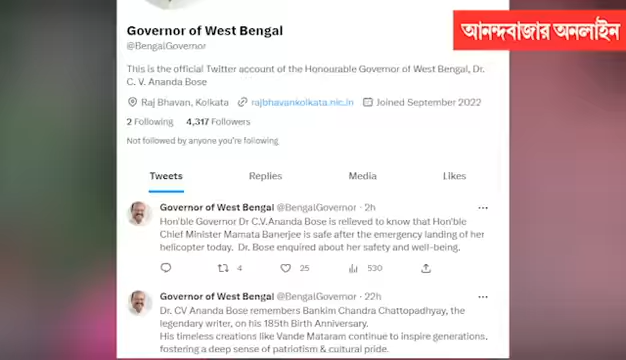 আনন্দবাজার অনলাইন
Governor of West Bengal
@BengalGovernor
This is the official Twitter account of the Honourable Governor of West Bengal, Dr.
C. V. Ananda Bose
Raj Bhavan, Kolkata rajbhavankolkata.nic.in Joined September 2022
2 Following 4,317 Followers
Not followed by anyone you're following
Tweets Replies Media Likes
Governor of West Bengal @BengalGovernor · 2h
Hon'ble Governor Dr C.V.Ananda Bose is relieved to know that Hon'ble
Chief Minister Mamata Banerjee is safe after the emergency landing of her
helicopter today. Dr. Bose enquired about her safety and well-being.
4 25 530
Governor of West Bengal @BengalGovernor · 22h
Dr. CV Ananda Bose remembers Bankim Chandra Chattopadhyay, the
legendary writer, on his 185th Birth Anniversary.
His timeless creations like Vande Mataram continue to inspire generations,
fostering a deep sense of patriotism & cultural pride.